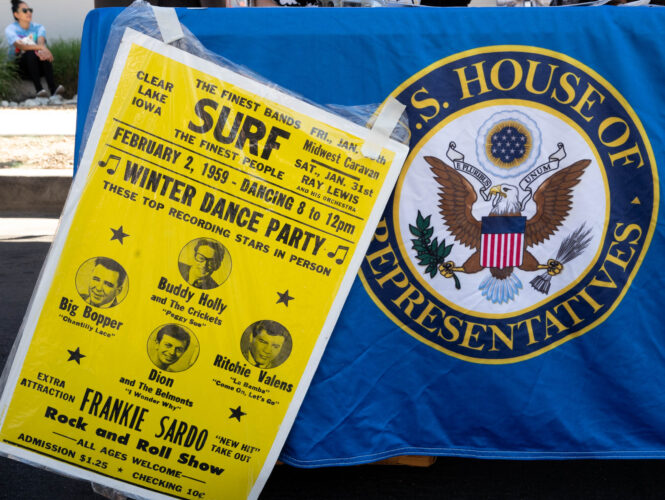 CLEAR
LAKE
IOWA
THE FINEST BANDS
SURF
THE FINEST PEOPLE
FRI., JAN.
Midwest Caravan
SAT., JAN. 31st
RAY LEWIS
AND HIS ORCHESTRA
FEBRUARY 2, 1959 - DANCING 8 to 12pm
WINTER DANCE PARTY
THESE TOP RECORDING STARS IN PERSON
Big Bopper
"Chantilly Lace"
Buddy Holly
and The Crickets
"Peggy Sue"
Dion
and The Belmonts
"I Wonder Why"
Ritchie Valens
"La Bamba"
"Come On, Let's Go"
EXTRA
ATTRACTION
FRANKIE SARDO
"NEW HIT"
TAKE OUT
Rock and Roll Show
— ALL AGES WELCOME —
ADMISSION $1.25 ★ CHECKING 10¢
.S. HOUSE OF
REPRESENTATIVES
E PLURIBUS UNUM